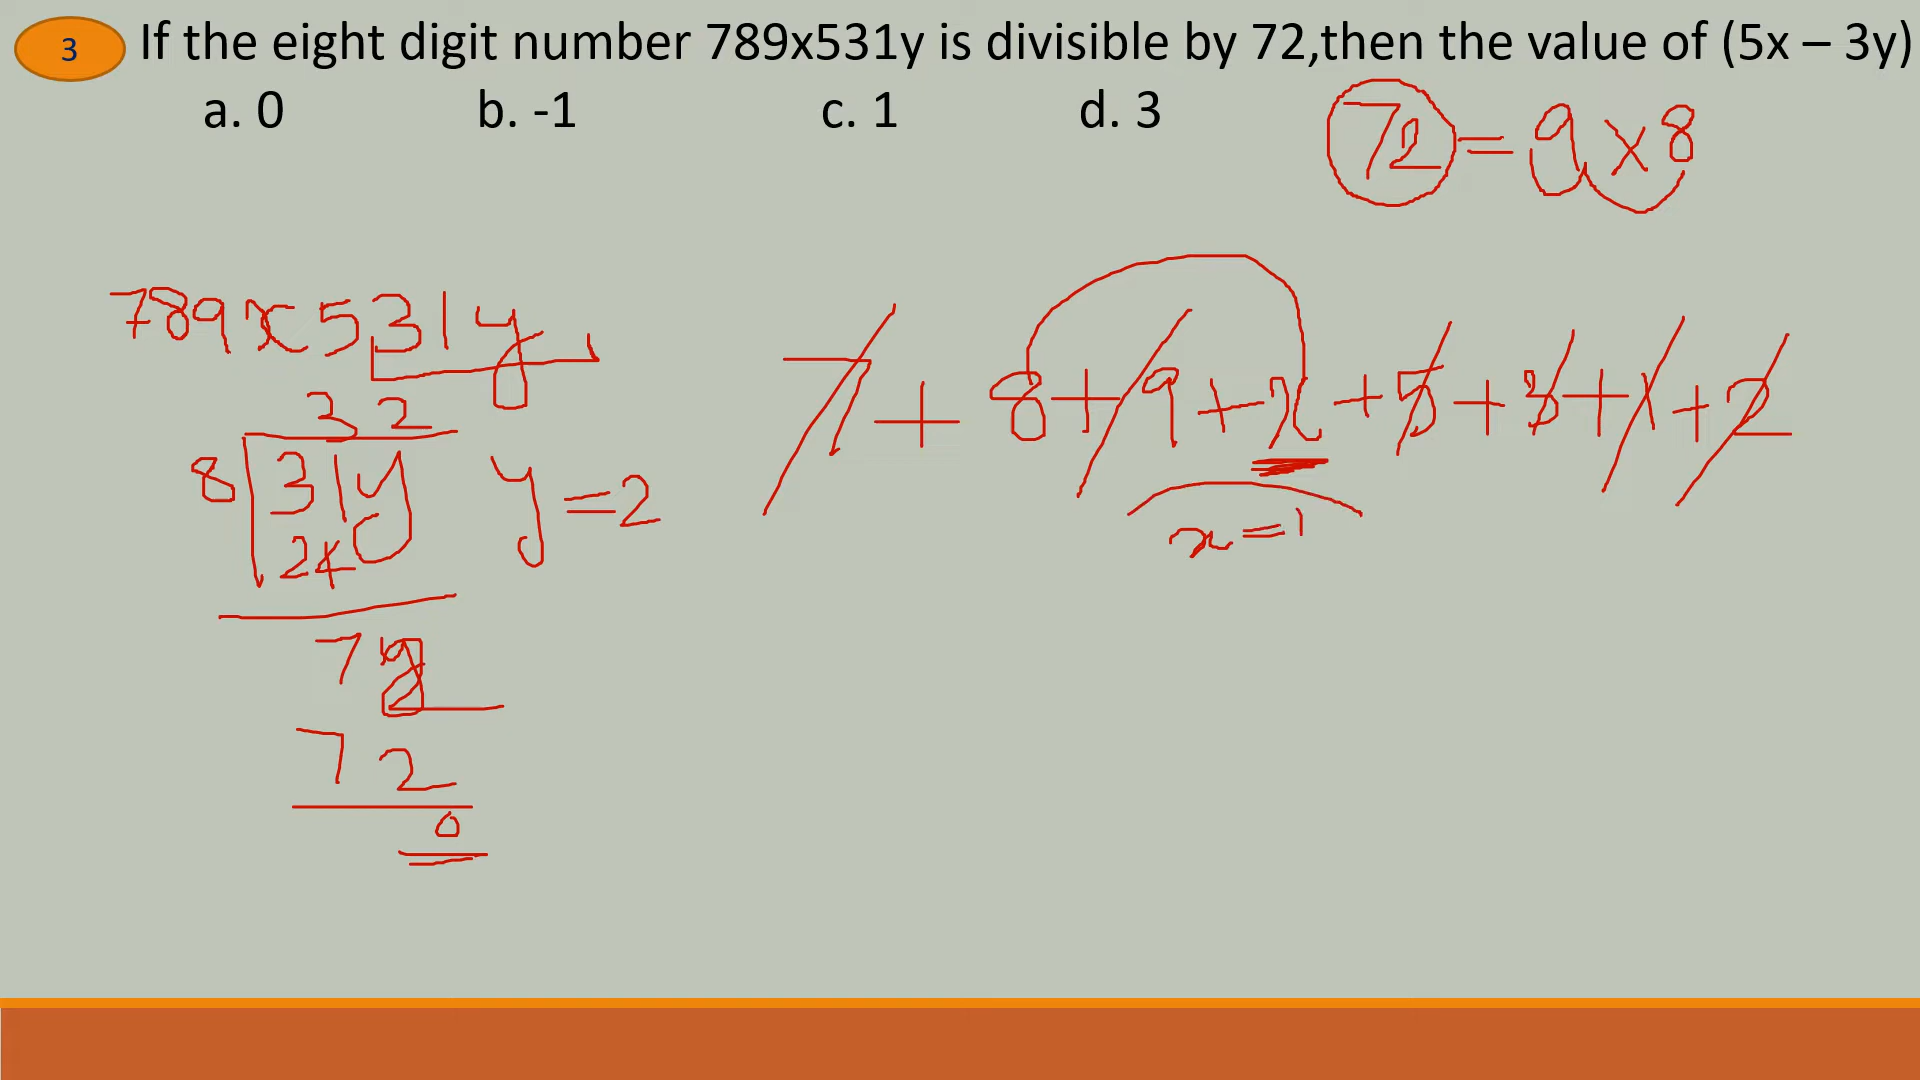 3 If the eight digit number 789x531y is divisible by 72,then the value of (5x – 3y)
a. 0 b. -1 c. 1 d. 3
72 = 9 x 8
789x531y
7 + 8 + 9 + x + 5 + 3 + 1 + 2
32
8 31y
y = 2
24
x = 1
72
72
0